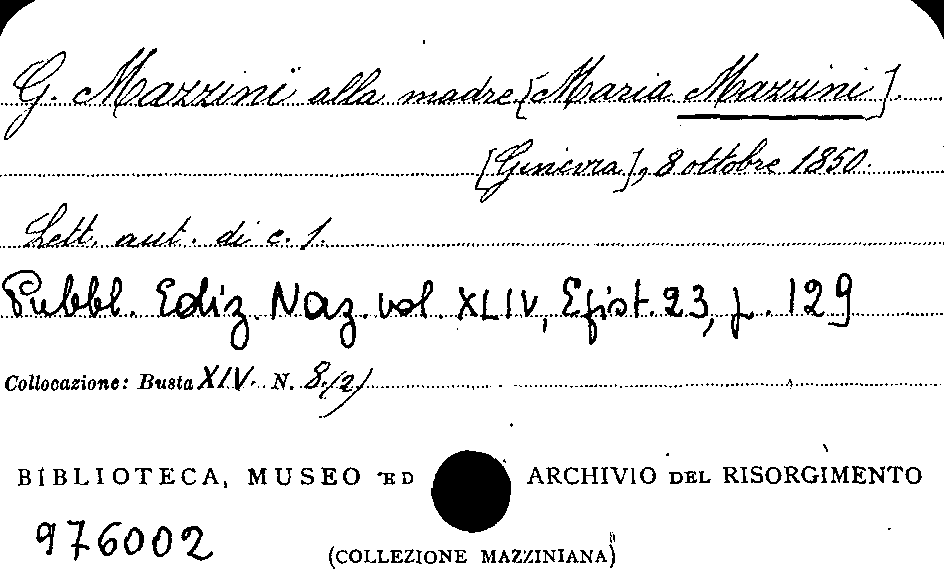 G. Mazzini alla madre [Maria Mazzini].
[Ginevra], 8 ottobre 1850.
Lett. aut. di c. 1.
Pubbl. Ediz. Naz. vol. XLIV, Epist. 23, p. 129
Collocazione: Busta XIV. N. 8/2/
BIBLIOTECA, MUSEO ED ARCHIVIO DEL RISORGIMENTO
976002
(COLLEZIONE MAZZINIANA)